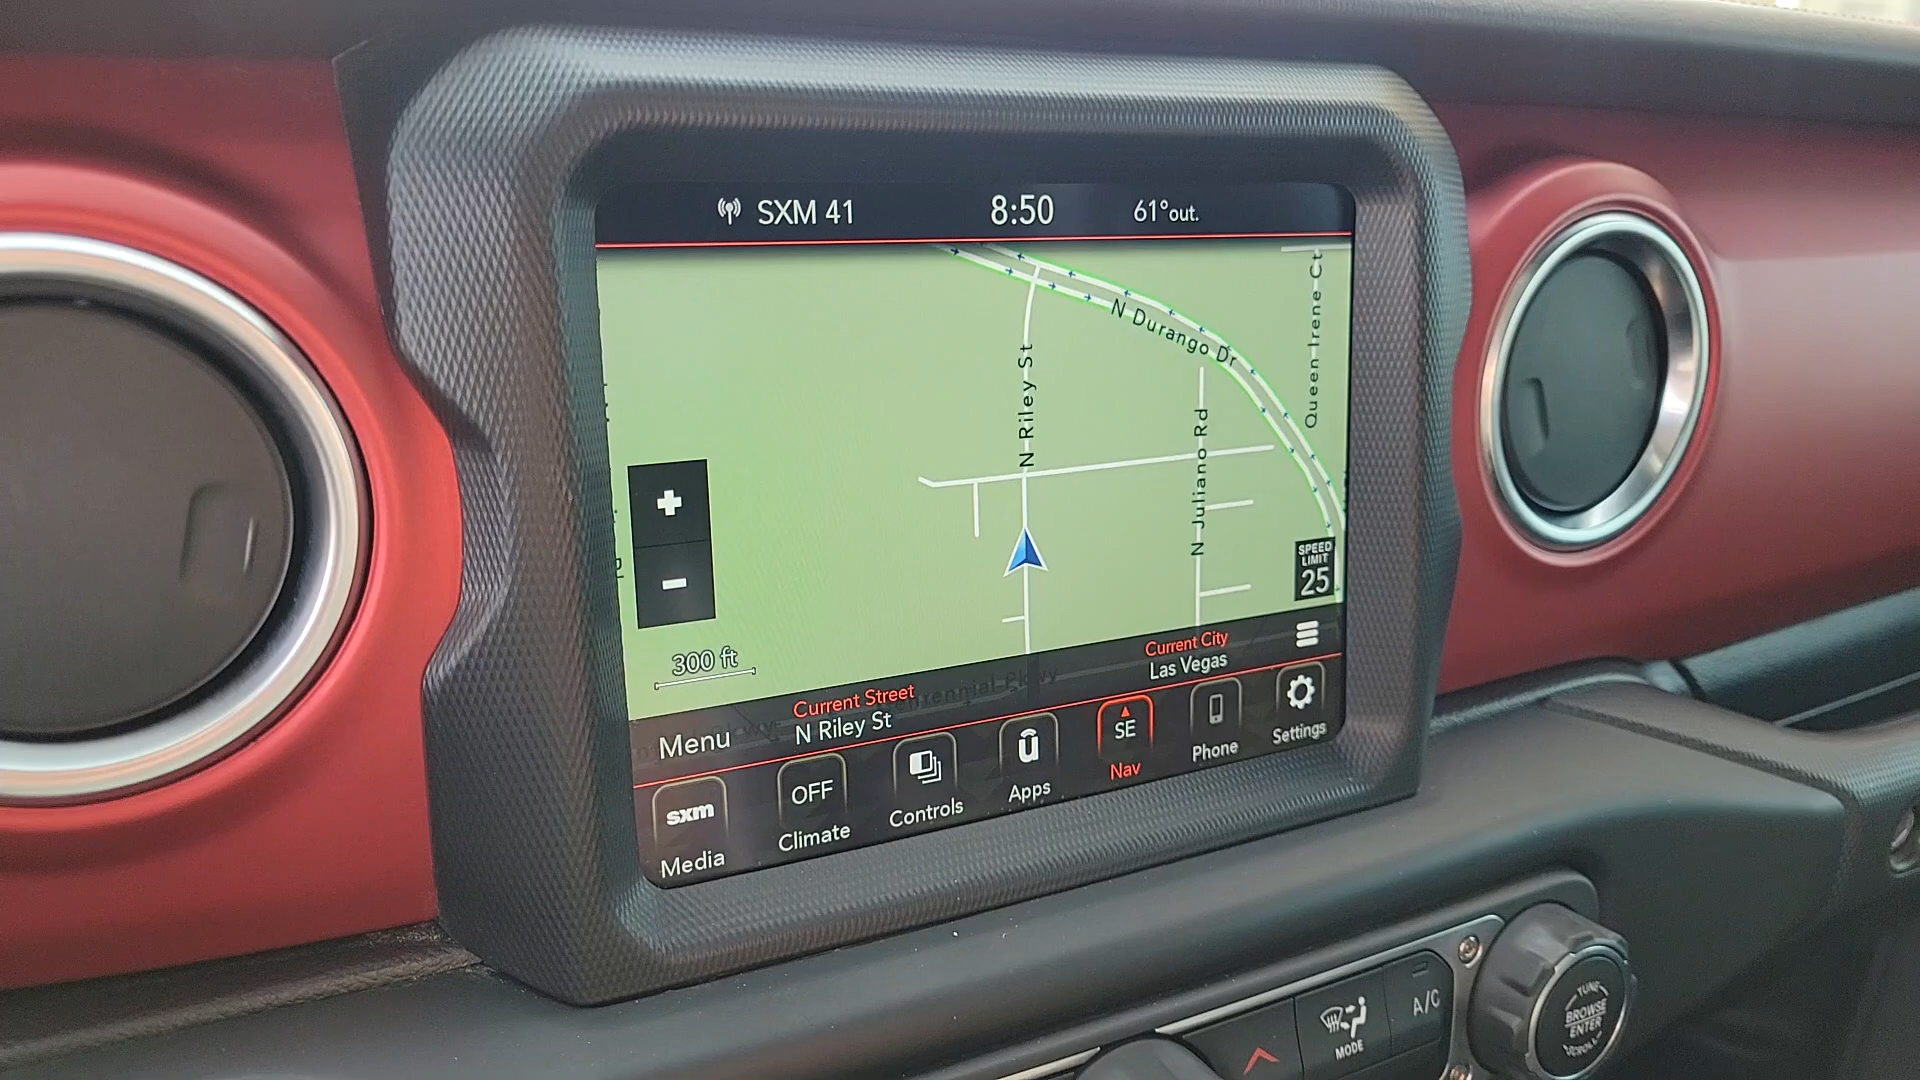 SXM 41
8:50
61°out.
N Durango Dr
Queen Irene Ct
N Riley St
N Juliano Rd
+
-
SPEED
LIMIT
25
300 ft
Current City
Las Vegas
Current Street
N Riley St
Menu
sxm
Media
OFF
Climate
Controls
Apps
SE
Nav
Phone
Settings
MODE
A/C
TUNE
BROWSE
ENTER
SCROLL